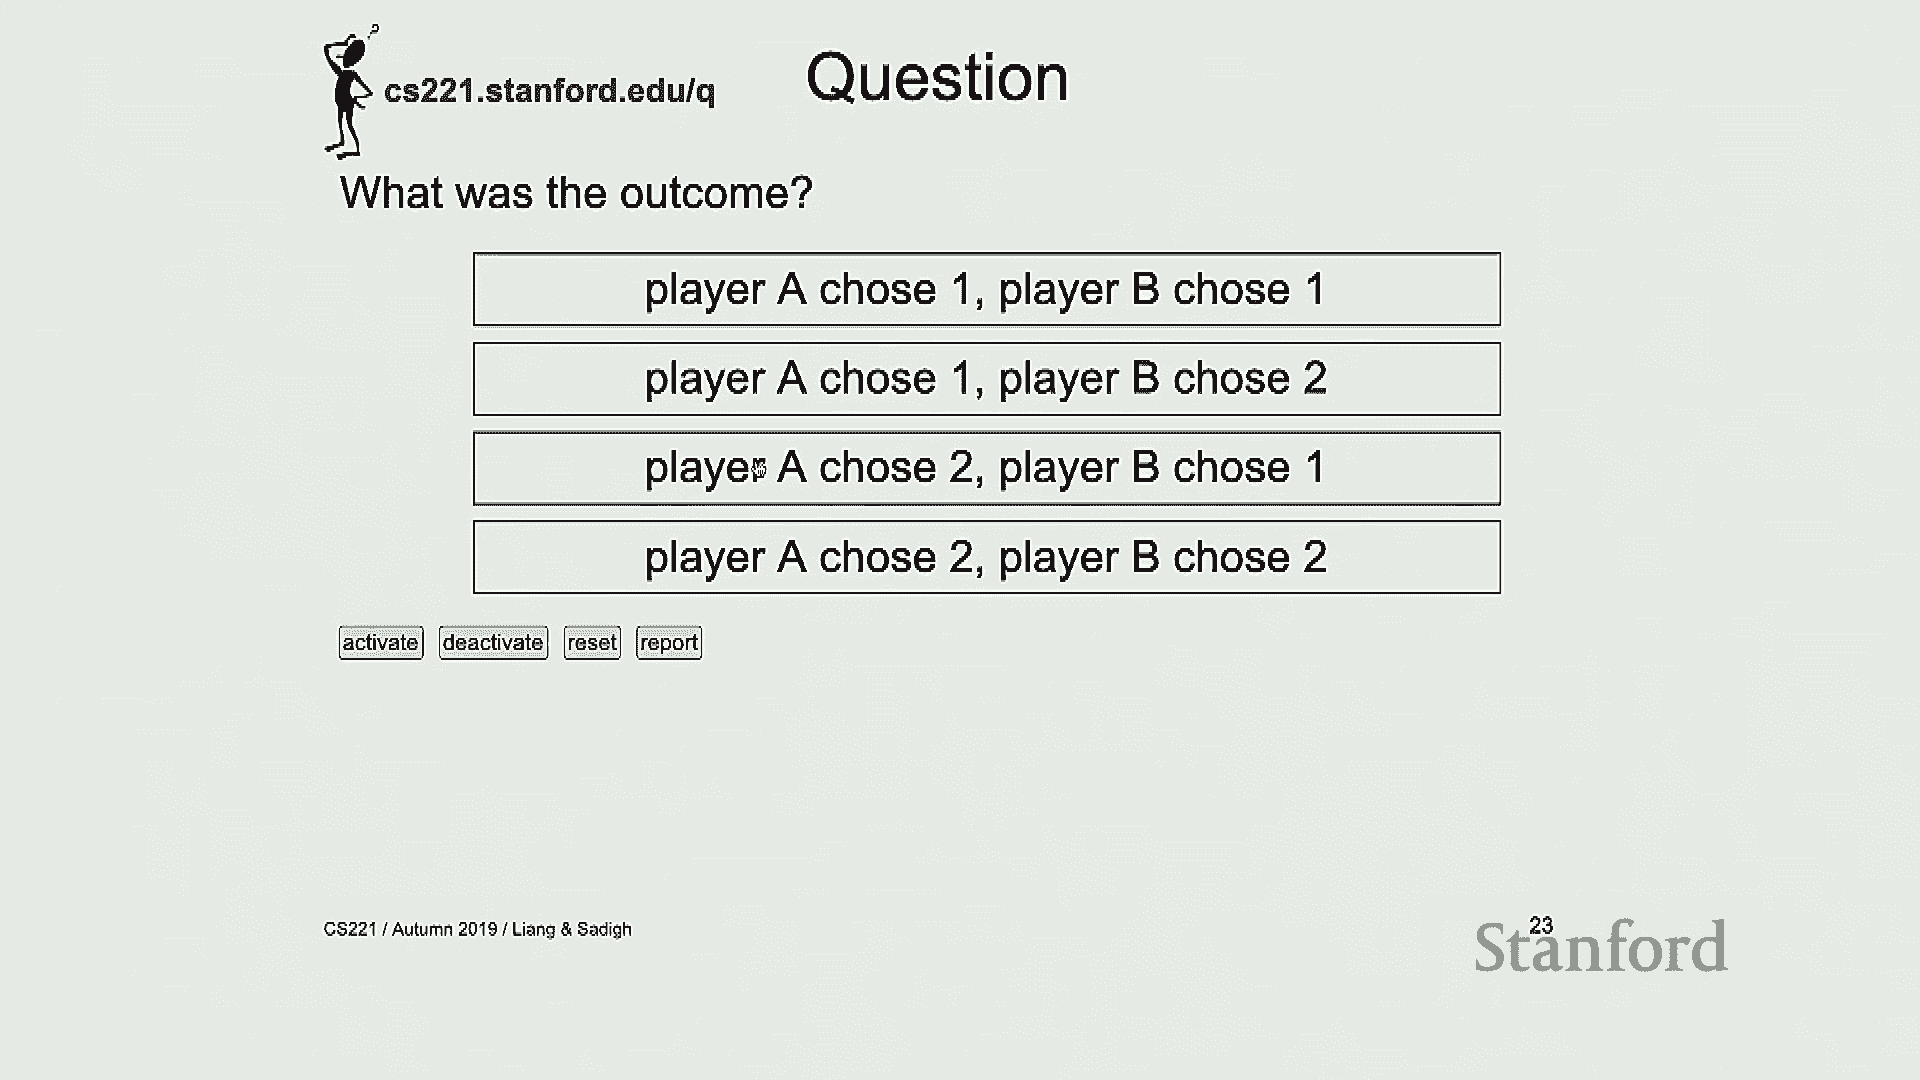 ?
cs221.stanford.edu/q
Question
What was the outcome?
player A chose 1, player B chose 1
player A chose 1, player B chose 2
player A chose 2, player B chose 1
player A chose 2, player B chose 2
activate deactivate reset report
CS221 / Autumn 2019 / Liang & Sadigh
23
Stanford